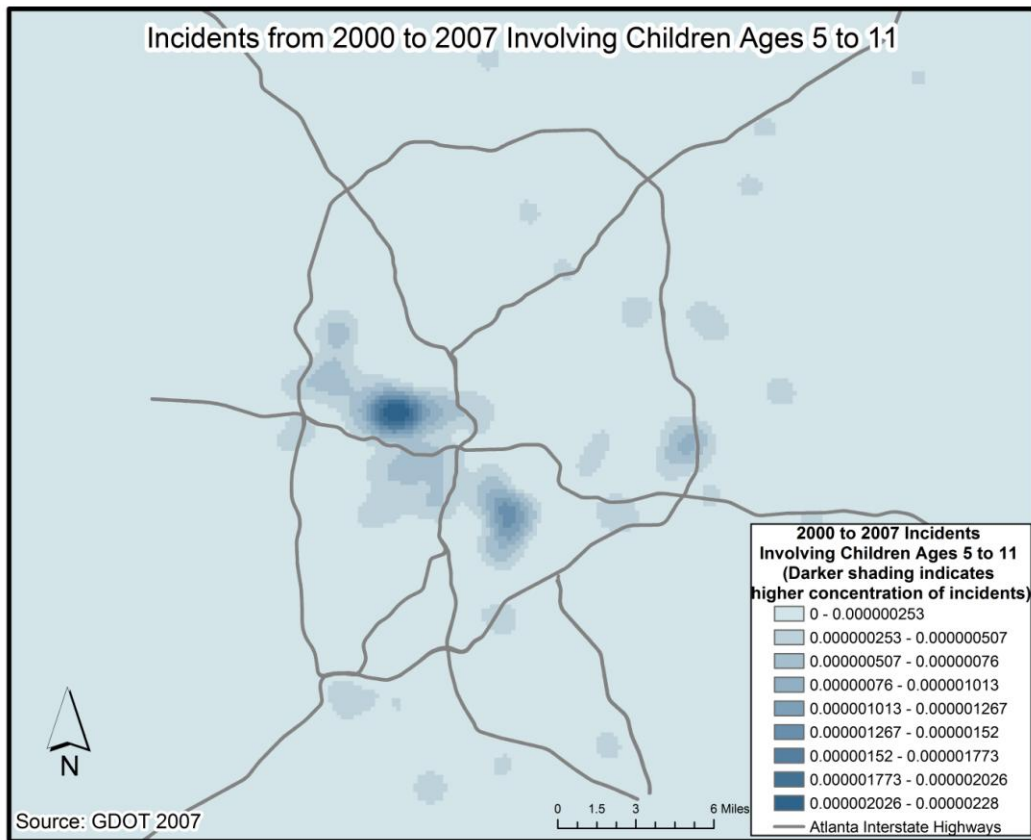 Incidents from 2000 to 2007 Involving Children Ages 5 to 11
2000 to 2007 Incidents
Involving Children Ages 5 to 11
(Darker shading indicates
higher concentration of incidents)
0 - 0.000000253
0.000000253 - 0.000000507
0.000000507 - 0.00000076
0.00000076 - 0.000001013
0.000001013 - 0.000001267
0.000001267 - 0.00000152
0.00000152 - 0.000001773
0.000001773 - 0.000002026
0.000002026 - 0.00000228
Atlanta Interstate Highways
N
0 1.5 3 6 Miles
Source: GDOT 2007